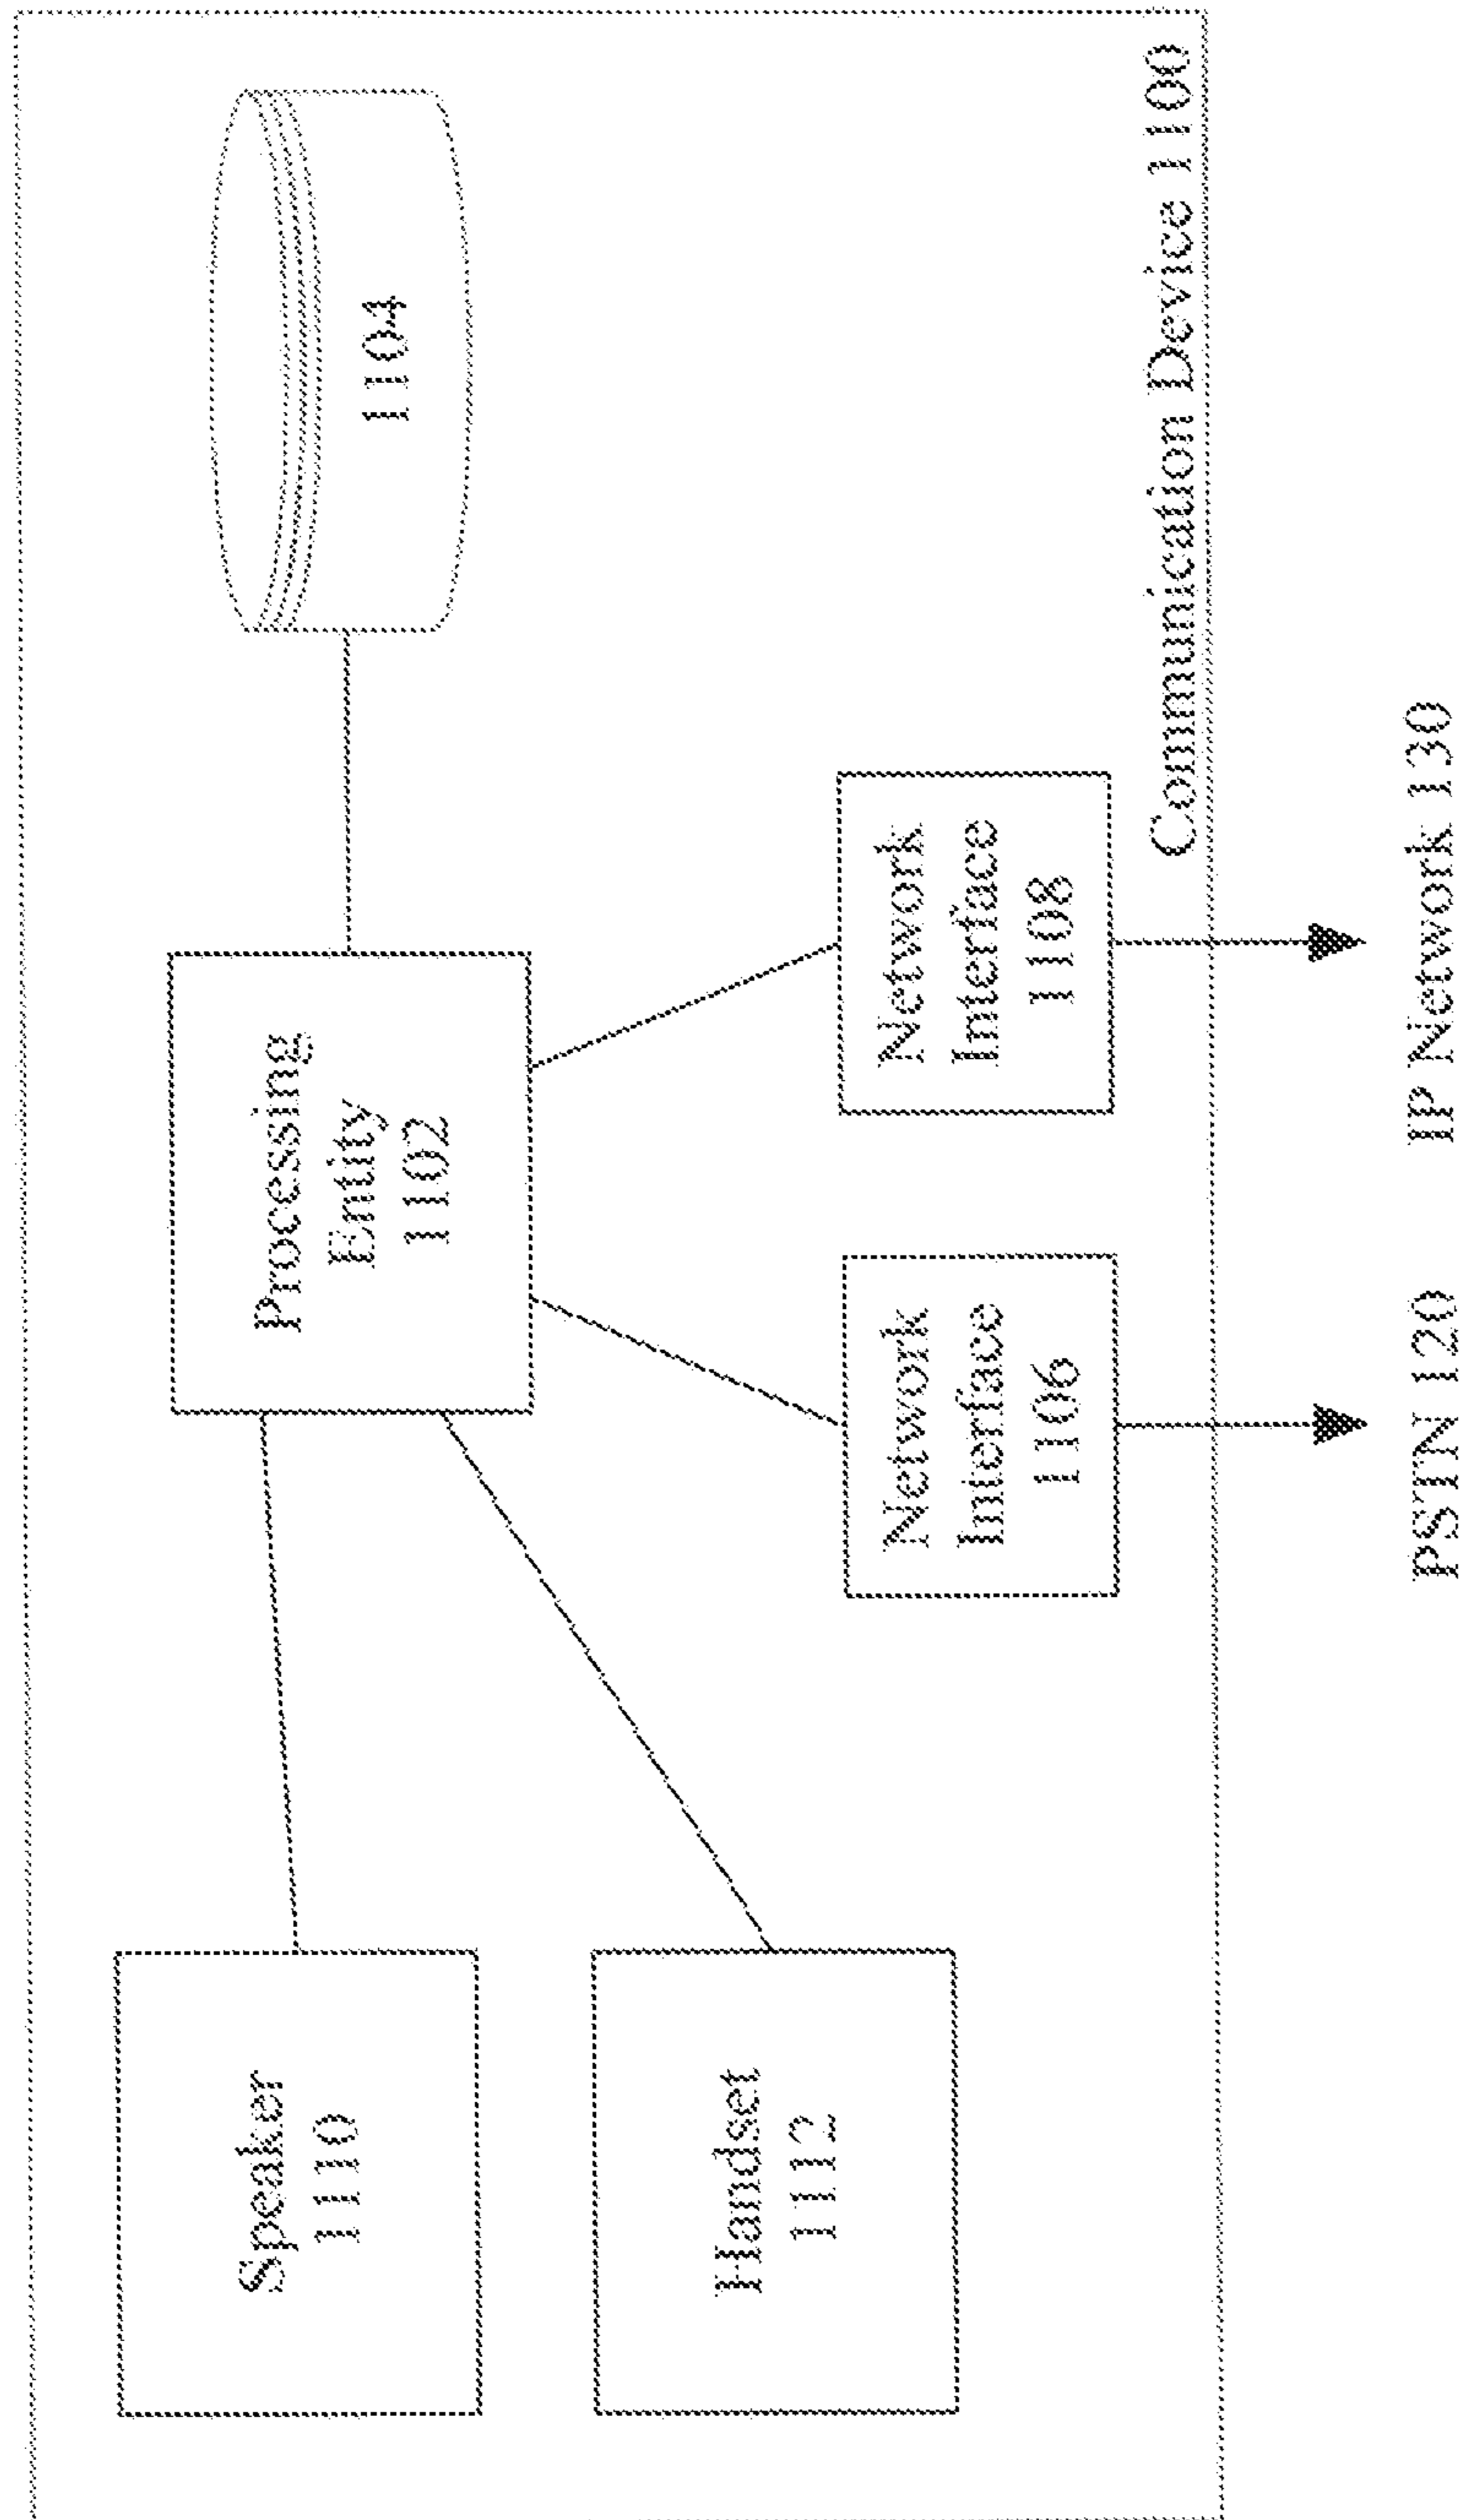 Speaker
1110
Processing
Entity
1102
1104
Handset
1112
Network
Interface
1106
Network
Interface
1108
Communication Device 1100
PSTN 120
IP Network 130